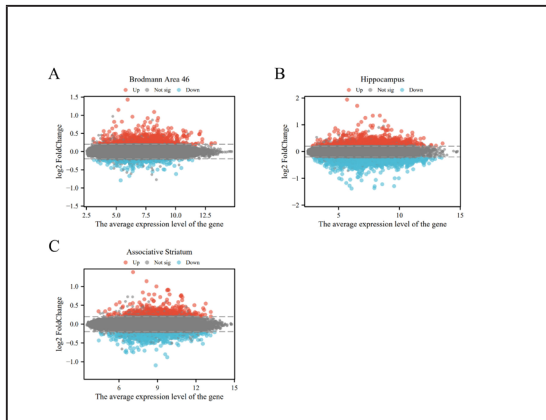 A
Brodmann Area 46
Up Not sig Down
1.5
1.0
0.5
0.0
−0.5
−1.0
−1.5
log2 FoldChange
2.5 5.0 7.5 10.0 12.5
The average expression level of the gene
B
Hippocampus
Up Not sig Down
2
1
0
−1
−2
log2 FoldChange
5 10 15
The average expression level of the gene
C
Associative Striatum
Up Not sig Down
1.0
0.5
0.0
−0.5
−1.0
log2 FoldChange
6 9 12 15
The average expression level of the gene